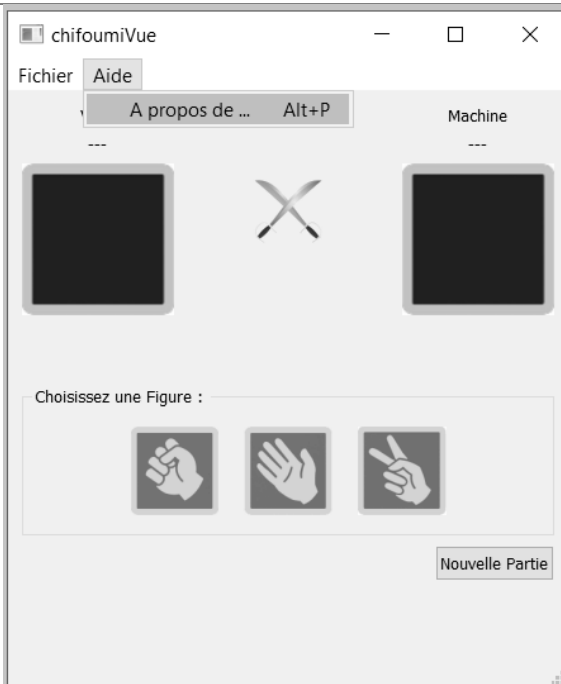 chifoumiVue
Fichier Aide
A propos de ... Alt+P
Machine
--- ---
Choisissez une Figure :
Nouvelle Partie